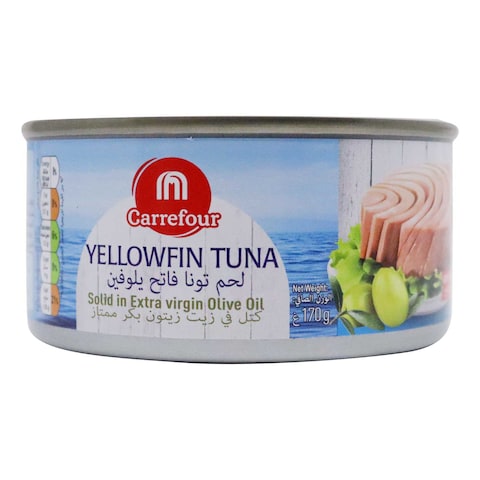 Carrefour
YELLOWFIN TUNA
لحم تونا فاتح يلوفين
Solid in Extra virgin Olive Oil
كتل في زيت زيتون بكر ممتاز
Net Weight:
الوزن الصافي:
170g غ